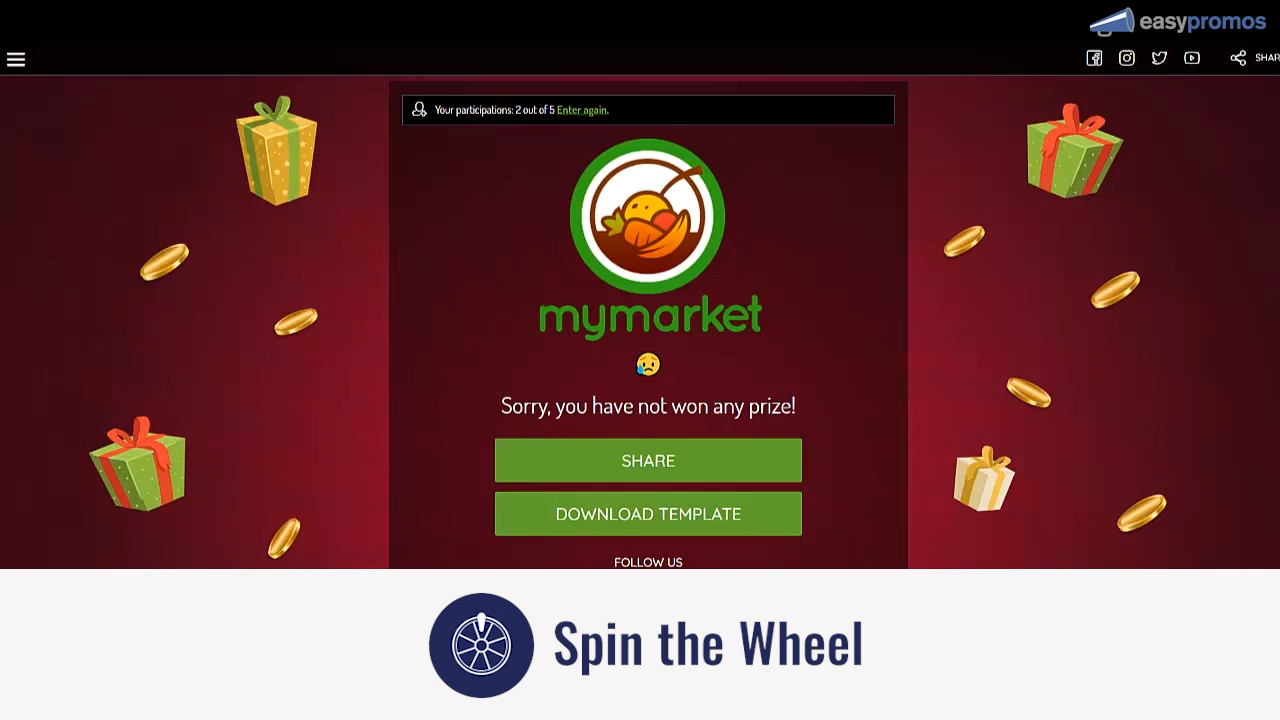 easypromos
SHAR
Your participations: 2 out of 5 Enter again.
mymarket
Sorry, you have not won any prize!
SHARE
DOWNLOAD TEMPLATE
FOLLOW US
Spin the Wheel